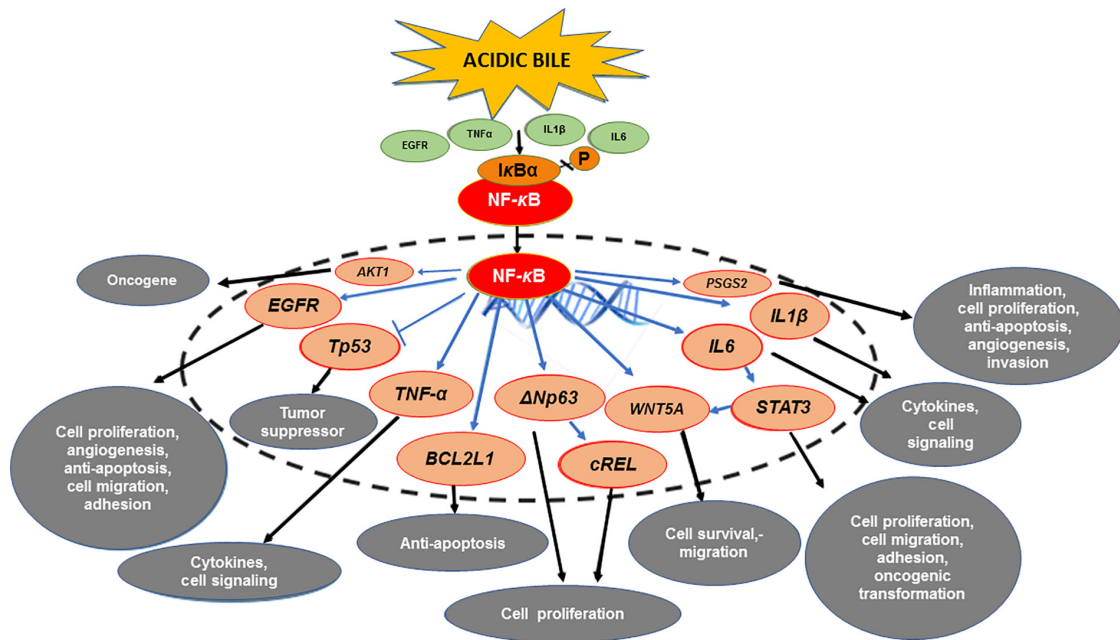 ACIDIC BILE
EGFR
TNFα
IL1β
IL6
P
IκBα
NF-κB
NF-κB
Oncogene
AKT1
PSGS2
EGFR
IL1β
Inflammation,
cell proliferation,
anti-apoptosis,
angiogenesis,
invasion
Tp53
IL6
TNF-α
ΔNp63
WNT5A
STAT3
Tumor
suppressor
Cytokines,
cell
signaling
Cell proliferation,
angiogenesis,
anti-apoptosis,
cell migration,
adhesion
BCL2L1
cREL
Anti-apoptosis
Cell survival,-
migration
Cell proliferation,
cell migration,
adhesion,
oncogenic
transformation
Cytokines,
cell signaling
Cell proliferation